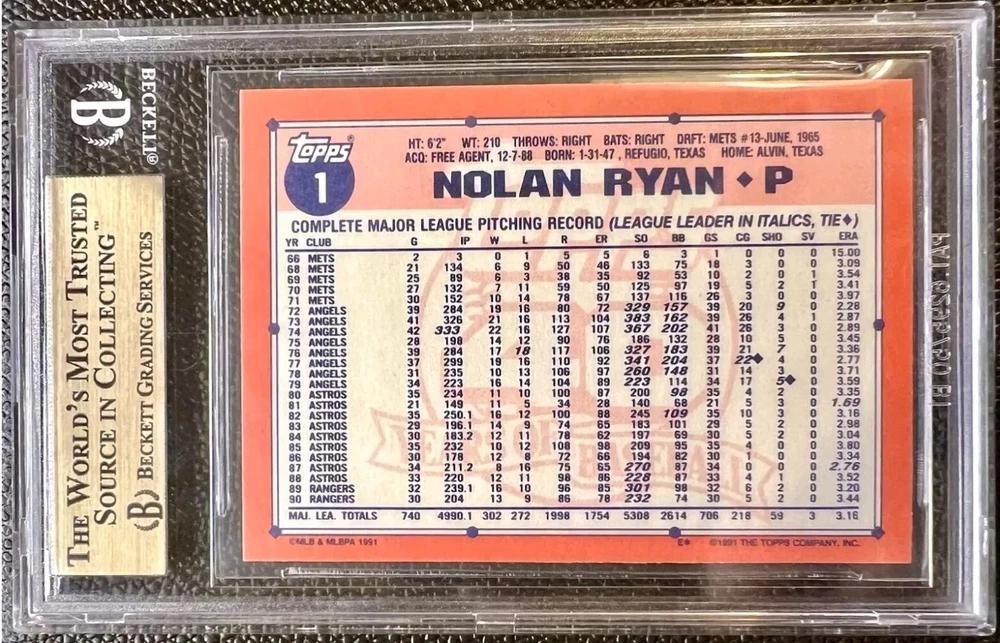 BECKETT®
B
THE WORLD'S MOST TRUSTED
SOURCE IN COLLECTING™
B BECKETT GRADING SERVICES
TOPPS®
1
HT: 6'2" WT: 210 THROWS: RIGHT BATS: RIGHT DRFT: METS #13-JUNE, 1965
ACQ: FREE AGENT, 12-7-88 BORN: 1-31-47, REFUGIO, TEXAS HOME: ALVIN, TEXAS
NOLAN RYAN ◆ P
COMPLETE MAJOR LEAGUE PITCHING RECORD (LEAGUE LEADER IN ITALICS, TIE◆)
YR CLUB G IP W L R ER SO BB GS CG SHO SV ERA
66 METS 2 3 0 1 5 5 6 3 1 0 0 0 15.00
68 METS 21 134 6 9 50 46 133 75 18 3 0 0 3.09
69 METS 25 89 6 3 38 35 92 53 10 2 0 1 3.54
70 METS 27 132 7 11 59 50 125 97 19 5 2 1 3.41
71 METS 30 152 10 14 78 67 137 116 26 3 0 0 3.97
72 ANGELS 39 284 19 16 80 72 329 157 39 20 9 0 2.28
73 ANGELS 41 326 21 16 113 104 383 162 39 26 4 1 2.87
74 ANGELS 42 333 22 16 127 107 367 202 41 26 3 0 2.89
75 ANGELS 28 198 14 12 90 76 186 132 28 10 5 0 3.45
76 ANGELS 39 284 17 18 117 106 327 183 39 21 7 0 3.36
77 ANGELS 37 299 19 16 110 92 341 204 37 22◆ 4 0 2.77
78 ANGELS 31 235 10 13 106 97 260 148 31 14 3 0 3.71
79 ANGELS 34 223 16 14 104 89 223 114 34 17 5◆ 0 3.59
80 ASTROS 35 234 11 10 100 87 200 98 35 4 2 0 3.35
81 ASTROS 21 149 11 5 34 28 140 68 21 5 3 0 1.69
82 ASTROS 35 250.1 16 12 100 88 245 109 35 10 3 0 3.16
83 ASTROS 29 196.1 14 9 74 65 183 101 29 5 2 0 2.98
84 ASTROS 30 183.2 12 11 78 62 197 69 30 5 2 0 3.04
85 ASTROS 35 232 10 12 108 98 209 95 35 4 0 0 3.80
86 ASTROS 34 178 12 8 72 66 194 82 30 1 0 0 3.34
87 ASTROS 34 211.2 8 16 75 65 270 87 34 0 0 0 2.76
88 ASTROS 33 220 12 11 98 86 228 87 33 4 1 0 3.52
89 RANGERS 32 239.1 16 10 96 85 301 98 32 6 2 0 3.20
90 RANGERS 30 204 13 9 86 78 232 74 30 5 2 0 3.44
MAJ. LEA. TOTALS 740 4990.1 302 272 1998 1754 5308 2614 706 218 59 3 3.16
©MLB & MLBPA 1991 E* ©1991 THE TOPPS COMPANY, INC.